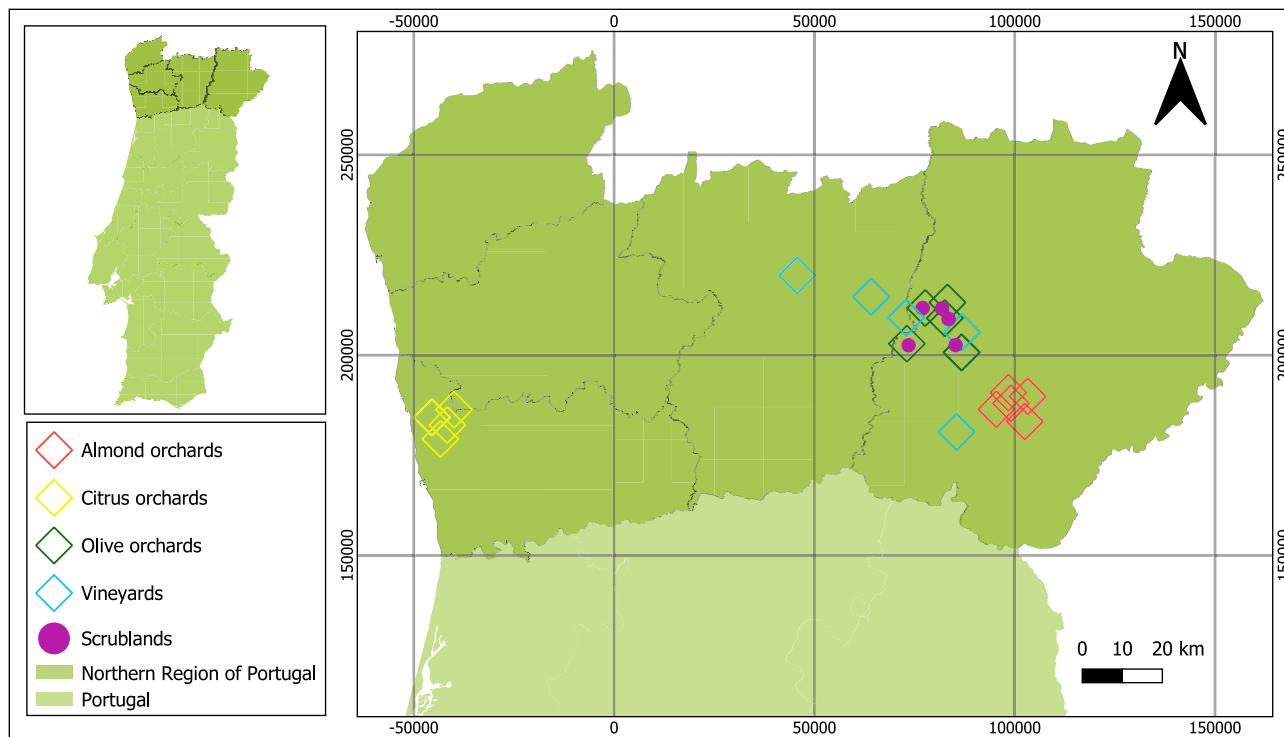 -50000 0 50000 100000 150000
N
250000 250000
200000 200000
150000 150000
Almond orchards
Citrus orchards
Olive orchards
Vineyards
Scrublands
Northern Region of Portugal
Portugal
0 10 20 km
-50000 0 50000 100000 150000